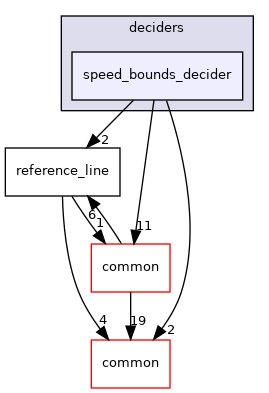 deciders
speed_bounds_decider
2
reference_line
6
1
11
common
4
19
2
common